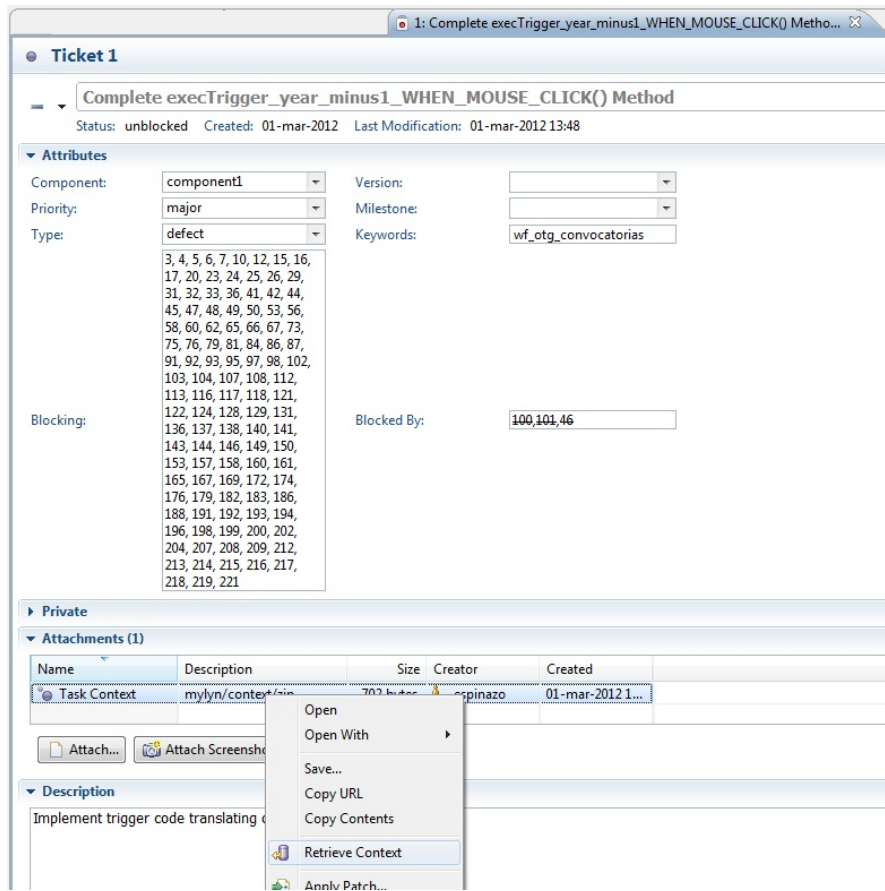 1: Complete execTrigger_year_minus1_WHEN_MOUSE_CLICK() Metho...
Ticket 1
Complete execTrigger_year_minus1_WHEN_MOUSE_CLICK() Method
Status: unblocked Created: 01-mar-2012 Last Modification: 01-mar-2012 13:48
Attributes
Component: component1 Version:
Priority: major Milestone:
Type: defect Keywords: wf_otg_convocatorias
3, 4, 5, 6, 7, 10, 12, 15, 16,
17, 20, 23, 24, 25, 26, 29,
31, 32, 33, 36, 41, 42, 44,
45, 47, 48, 49, 50, 53, 56,
58, 60, 62, 65, 66, 67, 73,
75, 76, 79, 81, 84, 86, 87,
91, 92, 93, 95, 97, 98, 102,
103, 104, 107, 108, 112,
113, 116, 117, 118, 121,
122, 124, 128, 129, 131,
Blocking: Blocked By: 100,101,46
136, 137, 138, 140, 141,
143, 144, 146, 149, 150,
153, 157, 158, 160, 161,
165, 167, 169, 172, 174,
176, 179, 182, 183, 186,
188, 191, 192, 193, 194,
196, 198, 199, 200, 202,
204, 207, 208, 209, 212,
213, 214, 215, 216, 217,
218, 219, 221
Private
Attachments (1)
Name Description Size Creator Created
Task Context mylyn/context/zip 702 bytes espinazo 01-mar-2012 1...
Open
Open With
Attach... Attach Screensho
Save...
Copy URL
Description
Implement trigger code translating
Copy Contents
Retrieve Context
Apply Patch...